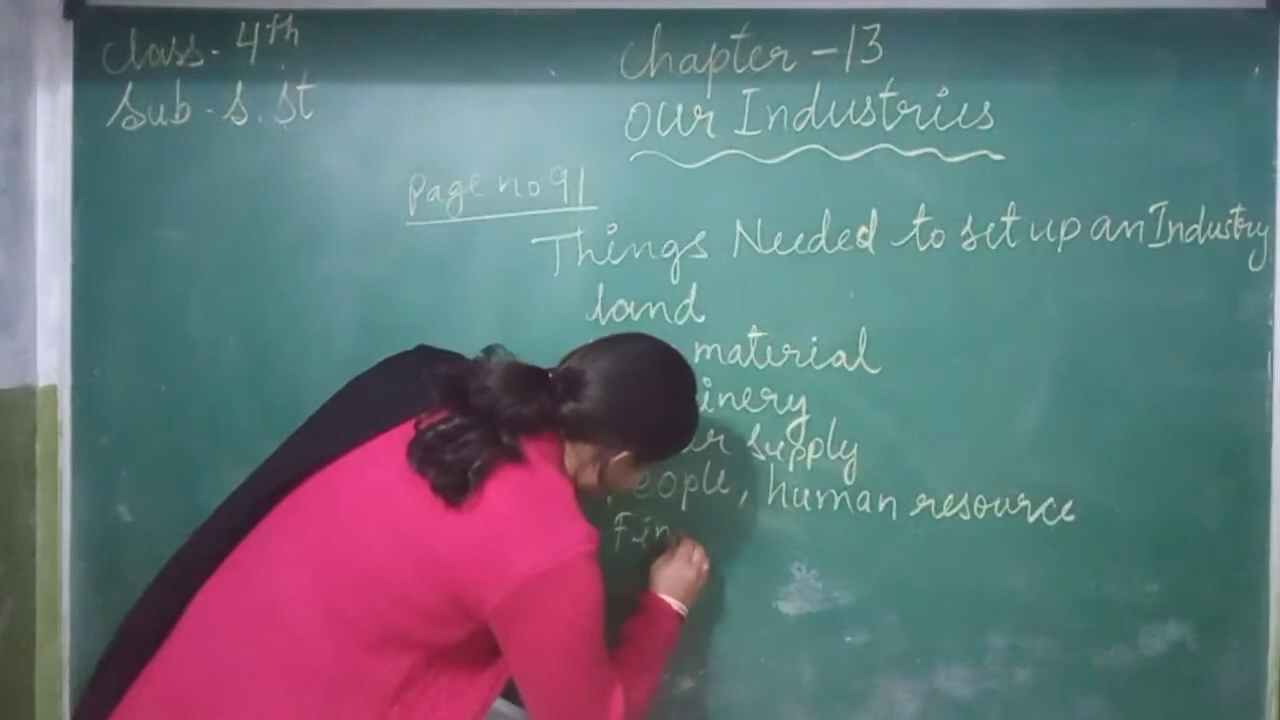 Class - 4th
Sub - S. St
Chapter - 13
Our Industries
Page no 91
Things Needed to set up an Industry
land
material
supply
human resource